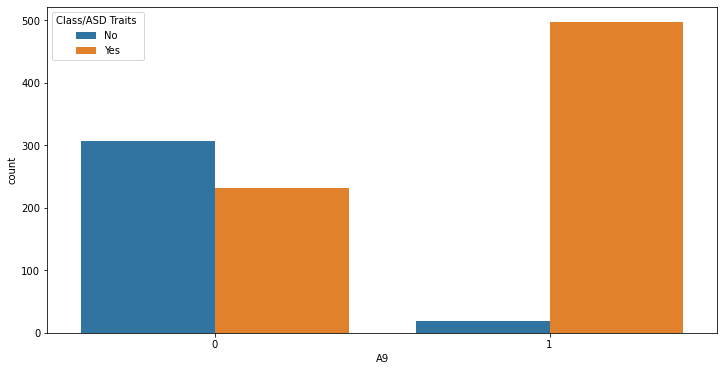 Class/ASD Traits
No
Yes
500
400
300
200
100
0
count
0 1
A9